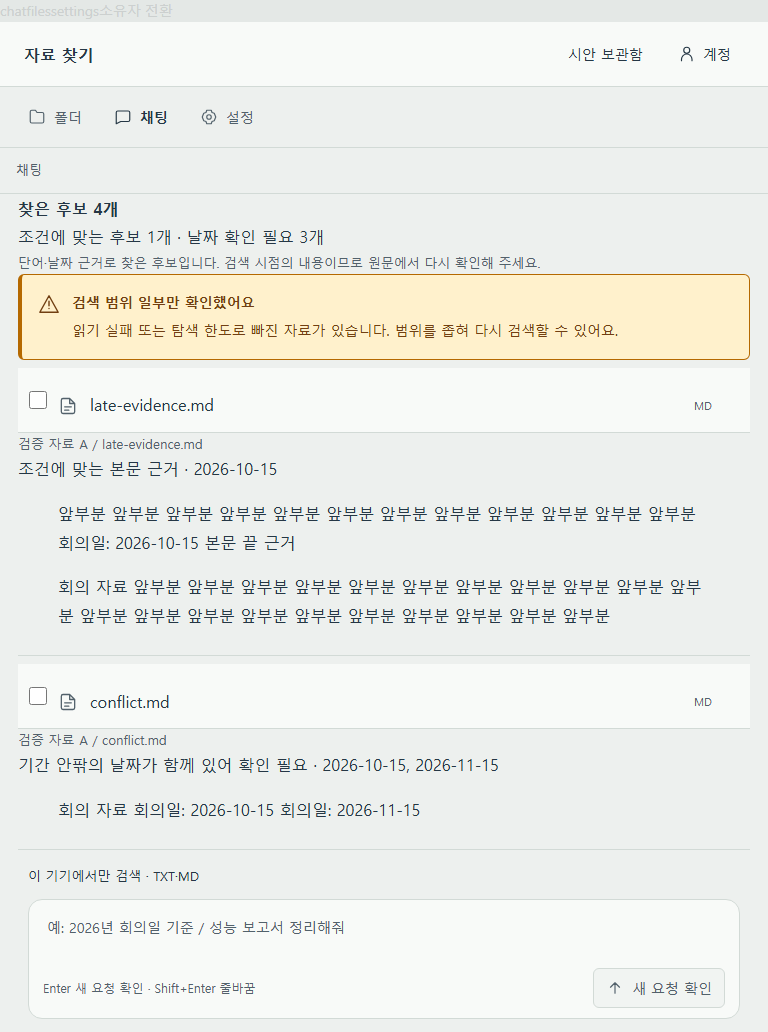 chatfilessettings소유자 전환
자료 찾기
시안 보관함
계정
폴더
채팅
설정
채팅
찾은 후보 4개
조건에 맞는 후보 1개 · 날짜 확인 필요 3개
단어·날짜 근거로 찾은 후보입니다. 검색 시점의 내용이므로 원문에서 다시 확인해 주세요.
검색 범위 일부만 확인했어요
읽기 실패 또는 탐색 한도로 빠진 자료가 있습니다. 범위를 좁혀 다시 검색할 수 있어요.
late-evidence.md
MD
검증 자료 A / late-evidence.md
조건에 맞는 본문 근거 · 2026-10-15
앞부분 앞부분 앞부분 앞부분 앞부분 앞부분 앞부분 앞부분 앞부분 앞부분 앞부분 앞부분
회의일: 2026-10-15 본문 끝 근거
회의 자료 앞부분 앞부분 앞부분 앞부분 앞부분 앞부분 앞부분 앞부분 앞부분 앞부분 앞부
분 앞부분 앞부분 앞부분 앞부분 앞부분 앞부분 앞부분 앞부분 앞부분 앞부분
conflict.md
MD
검증 자료 A / conflict.md
기간 안팎의 날짜가 함께 있어 확인 필요 · 2026-10-15, 2026-11-15
회의 자료 회의일: 2026-10-15 회의일: 2026-11-15
이 기기에서만 검색 · TXT·MD
예: 2026년 회의일 기준 / 성능 보고서 정리해줘
Enter 새 요청 확인 · Shift+Enter 줄바꿈
새 요청 확인